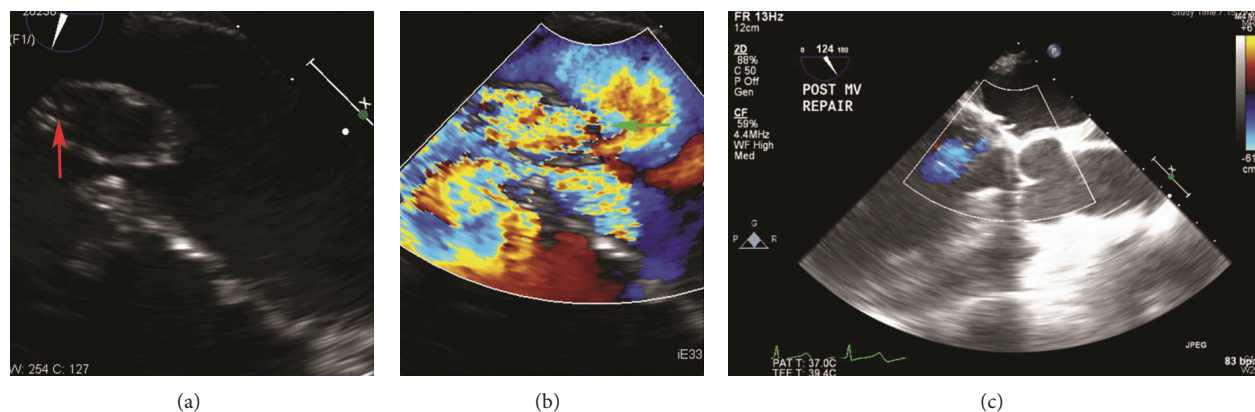 (F1/)
X
W: 254 C: 127
iE33
FR 13Hz
12cm
2D
88%
C 50
P Off
Gen
CF
59%
4.4MHz
WF High
Med
0 124 180
POST MV
REPAIR
P
M4
X
G
P R
JPEG
PAT T: 37.0C
TEE T: 39.4C
83 bpm
(a)
(b)
(c)